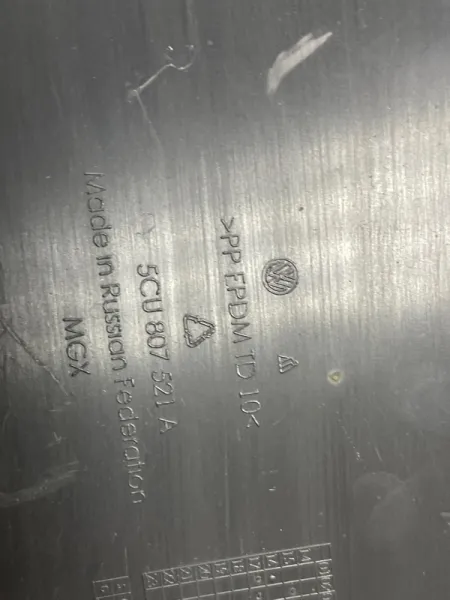 >PP-EPDM TD 10<
5CU 807 521 A
Made in Russian Federation
MGX